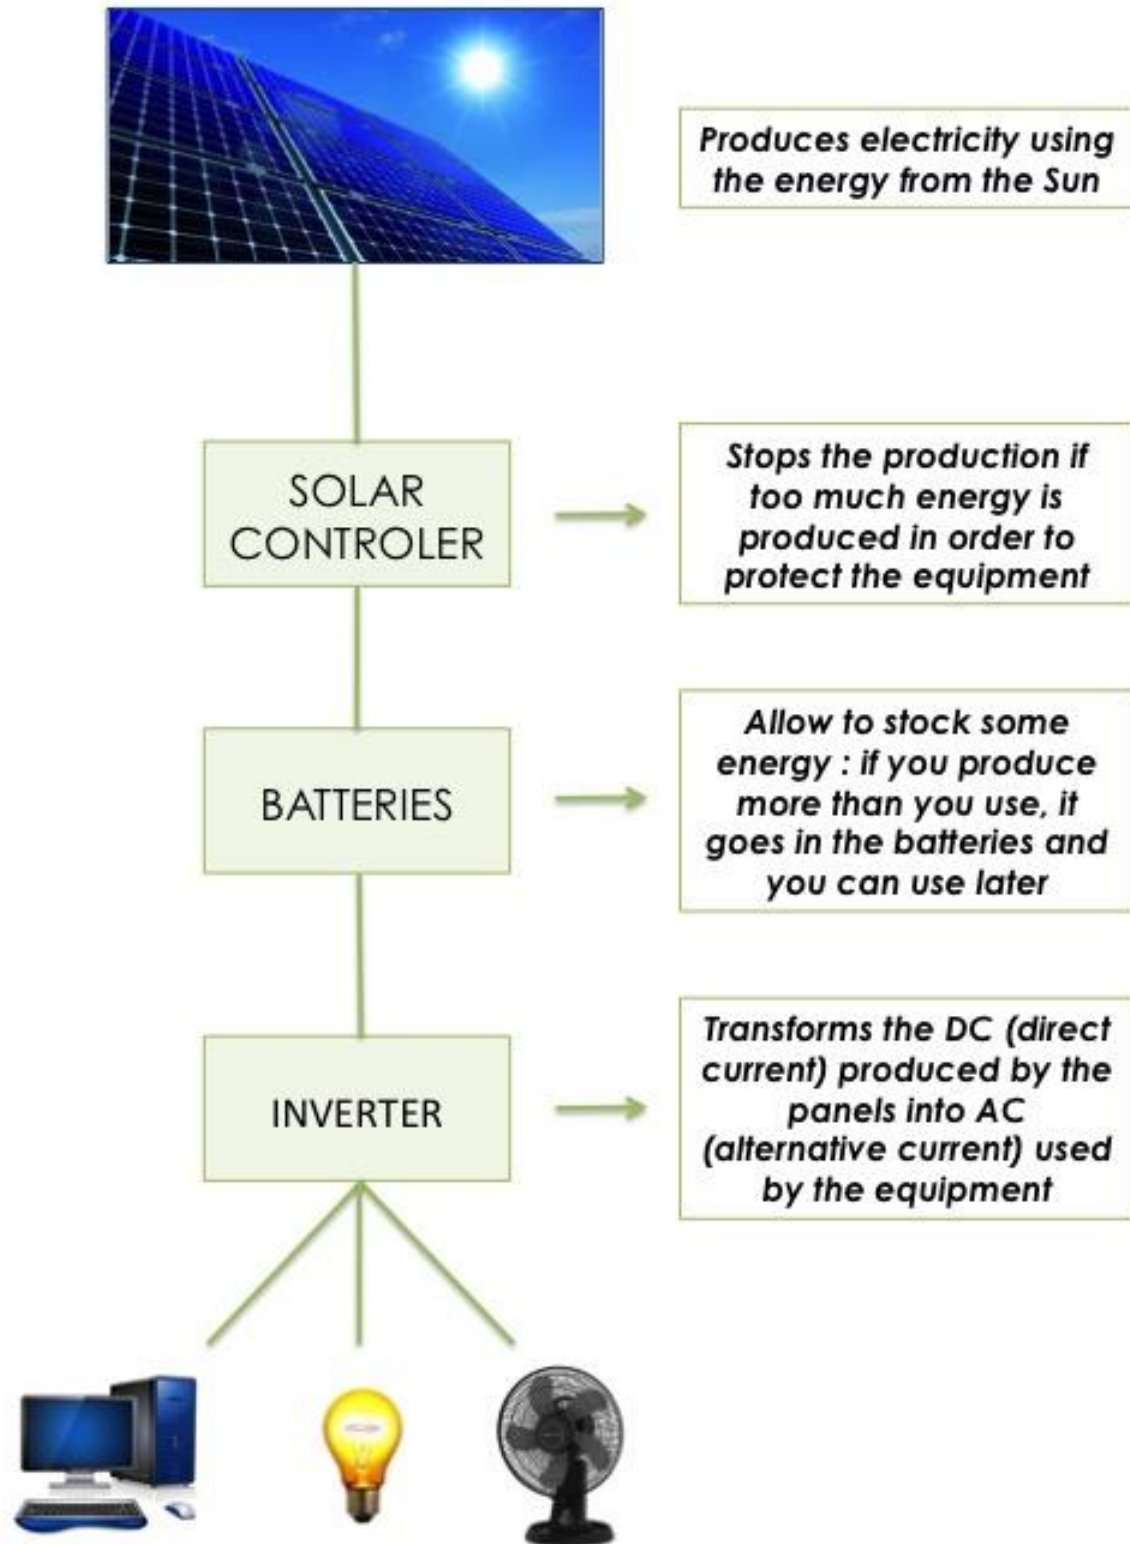 Produces electricity using
the energy from the Sun
SOLAR
CONTROLER
Stops the production if
too much energy is
produced in order to
protect the equipment
BATTERIES
Allow to stock some
energy : if you produce
more than you use, it
goes in the batteries and
you can use later
INVERTER
Transforms the DC (direct
current) produced by the
panels into AC
(alternative current) used
by the equipment